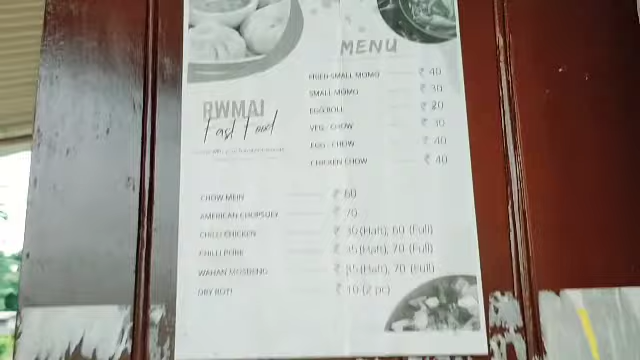 MENU
FRIED SMALL MOMO ₹ 40
SMALL MOMO ₹ 30
EGG ROLL ₹
VEG - CHOW ₹ 30
EGG - CHOW ₹ 40
CHICKEN CHOW ₹ 40
RWMAI
Fast Food
CHOW MEIN ₹ 60
AMERICAN CHOPSUEY ₹ 70
CHILLI CHICKEN ₹ 30 (Half), 60 (Full)
CHILLI PORK ₹ 35 (Half), 70 (Full)
WAHAN MOSDENG ₹ 35 (Half), 70 (Full)
DRY ROTI ₹ 10 (2 pc)